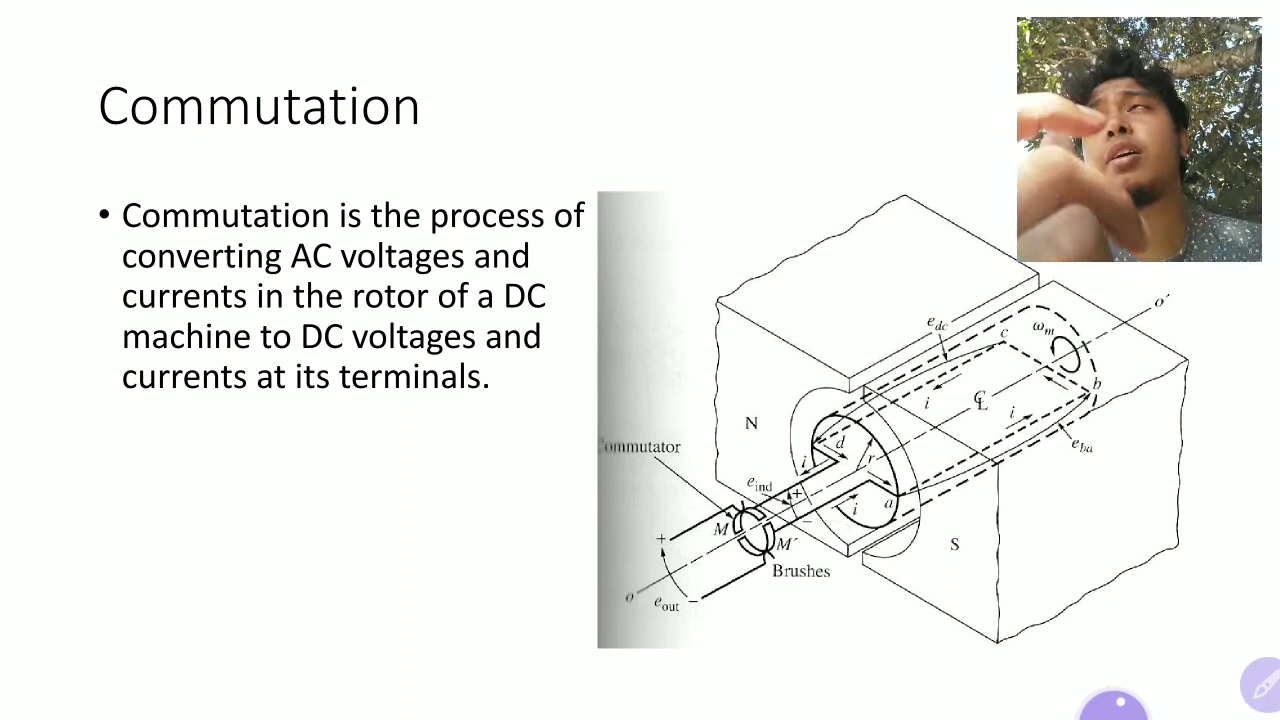 Commutation
• Commutation is the process of
converting AC voltages and
currents in the rotor of a DC
machine to DC voltages and
currents at its terminals.
o′
e_dc
ω_m
c
b
i
℄
i
N
d
e_ba
ommutator
i
r
e_ind
+
a
i
−
M
M′
S
+
Brushes
o
e_out
−